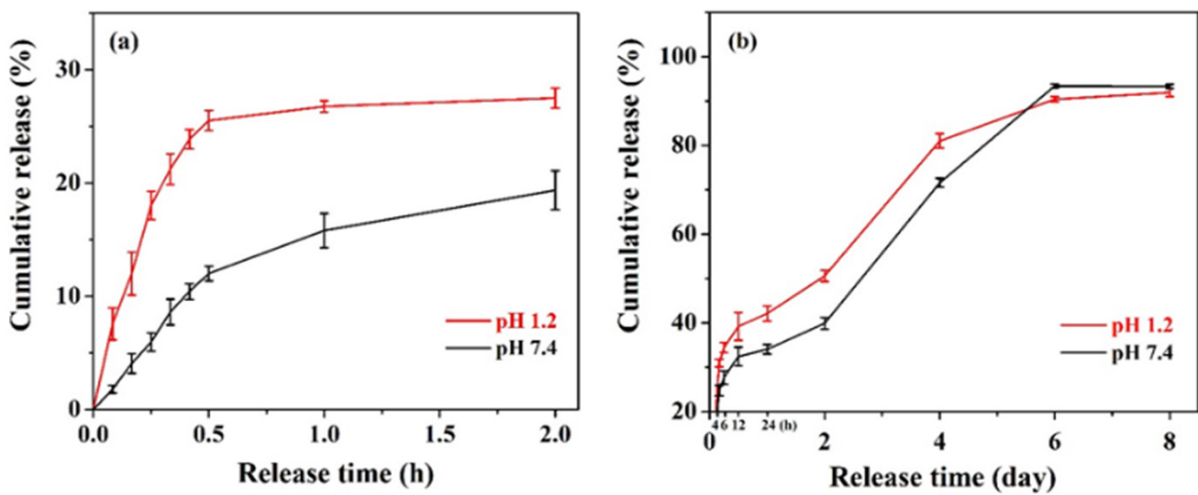 (a)
Cumulative release (%)
30
20
10
0
pH 1.2
pH 7.4
0.0 0.5 1.0 1.5 2.0
Release time (h)
(b)
Cumulative release (%)
100
80
60
40
20
pH 1.2
pH 7.4
4 6 12 24 (h)
0 2 4 6 8
Release time (day)